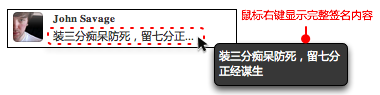 鼠标右键显示完整签名内容
John Savage
装三分痴呆防死，留七分正...
装三分痴呆防死，留七分
正经谋生